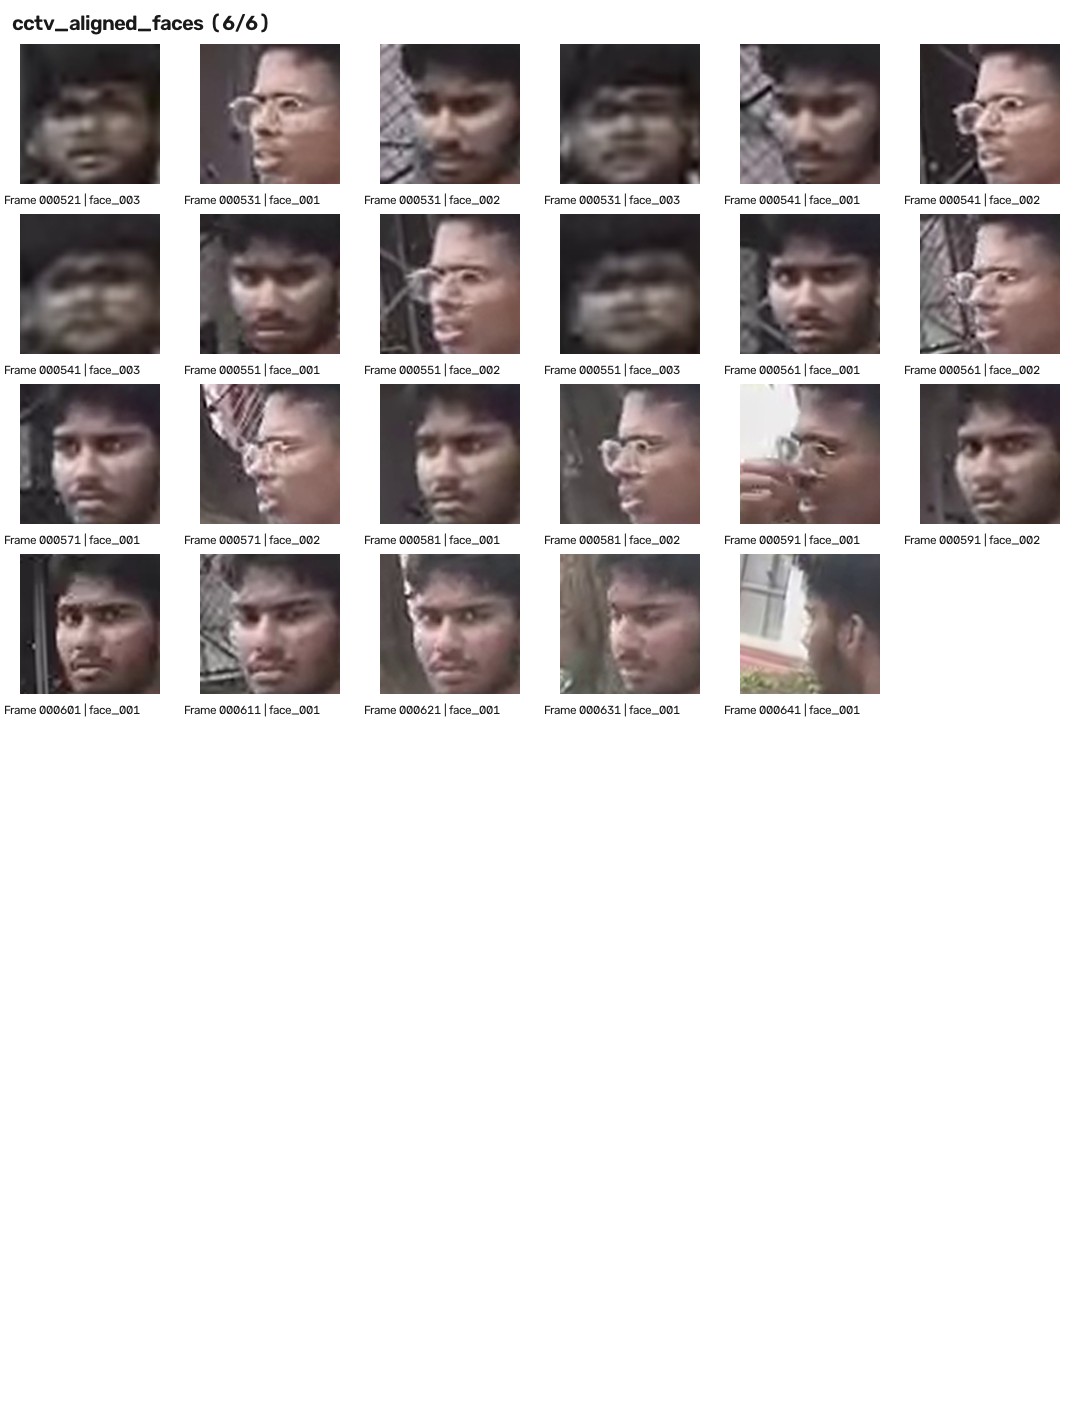 cctv_aligned_faces (6/6)
Frame 000521 | face_003
Frame 000531 | face_001
Frame 000531 | face_002
Frame 000531 | face_003
Frame 000541 | face_001
Frame 000541 | face_002
Frame 000541 | face_003
Frame 000551 | face_001
Frame 000551 | face_002
Frame 000551 | face_003
Frame 000561 | face_001
Frame 000561 | face_002
Frame 000571 | face_001
Frame 000571 | face_002
Frame 000581 | face_001
Frame 000581 | face_002
Frame 000591 | face_001
Frame 000591 | face_002
Frame 000601 | face_001
Frame 000611 | face_001
Frame 000621 | face_001
Frame 000631 | face_001
Frame 000641 | face_001